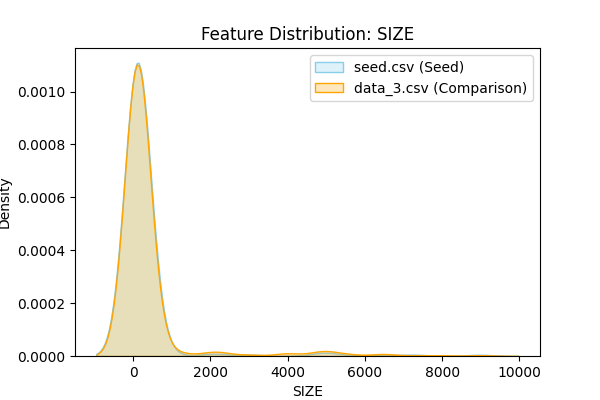 Feature Distribution: SIZE
seed.csv (Seed)
data_3.csv (Comparison)
Density
0.0010
0.0008
0.0006
0.0004
0.0002
0.0000
0 2000 4000 6000 8000 10000
SIZE